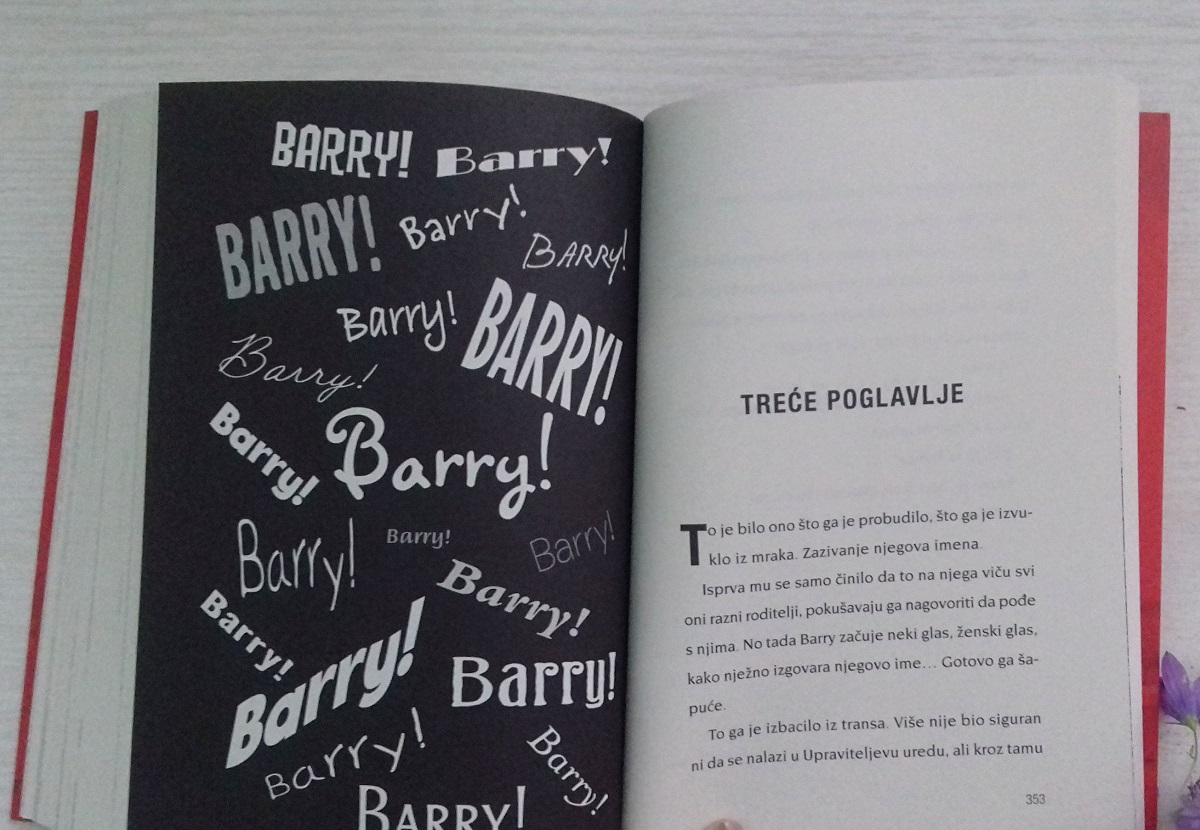 BARRY!
Barry!
BARRY!
Barry!
BARRY!
Barry!
BARRY!
Barry!
Barry!
Barry!
Barry!
Barry!
Barry!
Barry!
Barry!
Barry!
Barry!
Barry!
Barry!
BARRY!
TREĆE POGLAVLJE
To je bilo ono što ga je probudilo, što ga je izvu-
klo iz mraka. Zazivanje njegova imena.
Isprva mu se samo činilo da to na njega viču svi
oni razni roditelji, pokušavaju ga nagovoriti da pođe
s njima. No tada Barry začuje neki glas, ženski glas,
kako nježno izgovara njegovo ime... Gotovo ga ša-
puće.
To ga je izbacilo iz transa. Više nije bio siguran
ni da se nalazi u Upraviteljevu uredu, ali kroz tamu
353